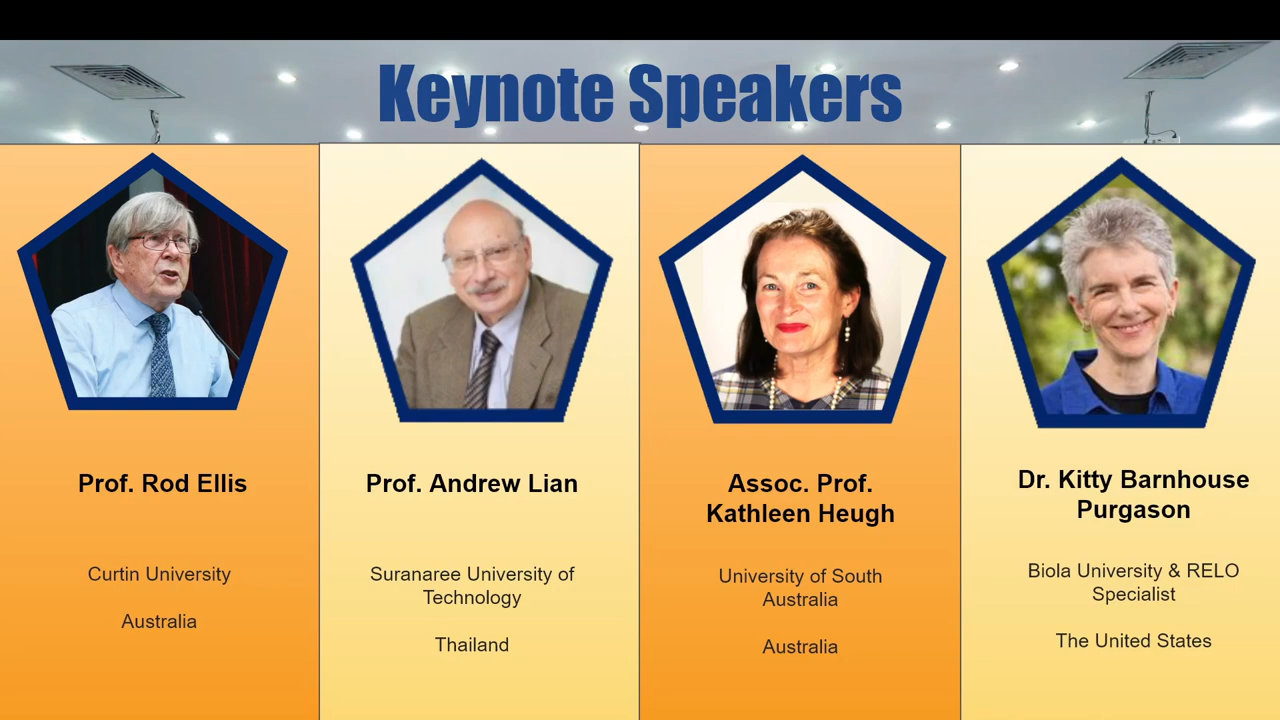 Keynote Speakers
Prof. Rod Ellis
Curtin University
Australia
Prof. Andrew Lian
Suranaree University of
Technology
Thailand
Assoc. Prof.
Kathleen Heugh
University of South
Australia
Australia
Dr. Kitty Barnhouse
Purgason
Biola University & RELO
Specialist
The United States